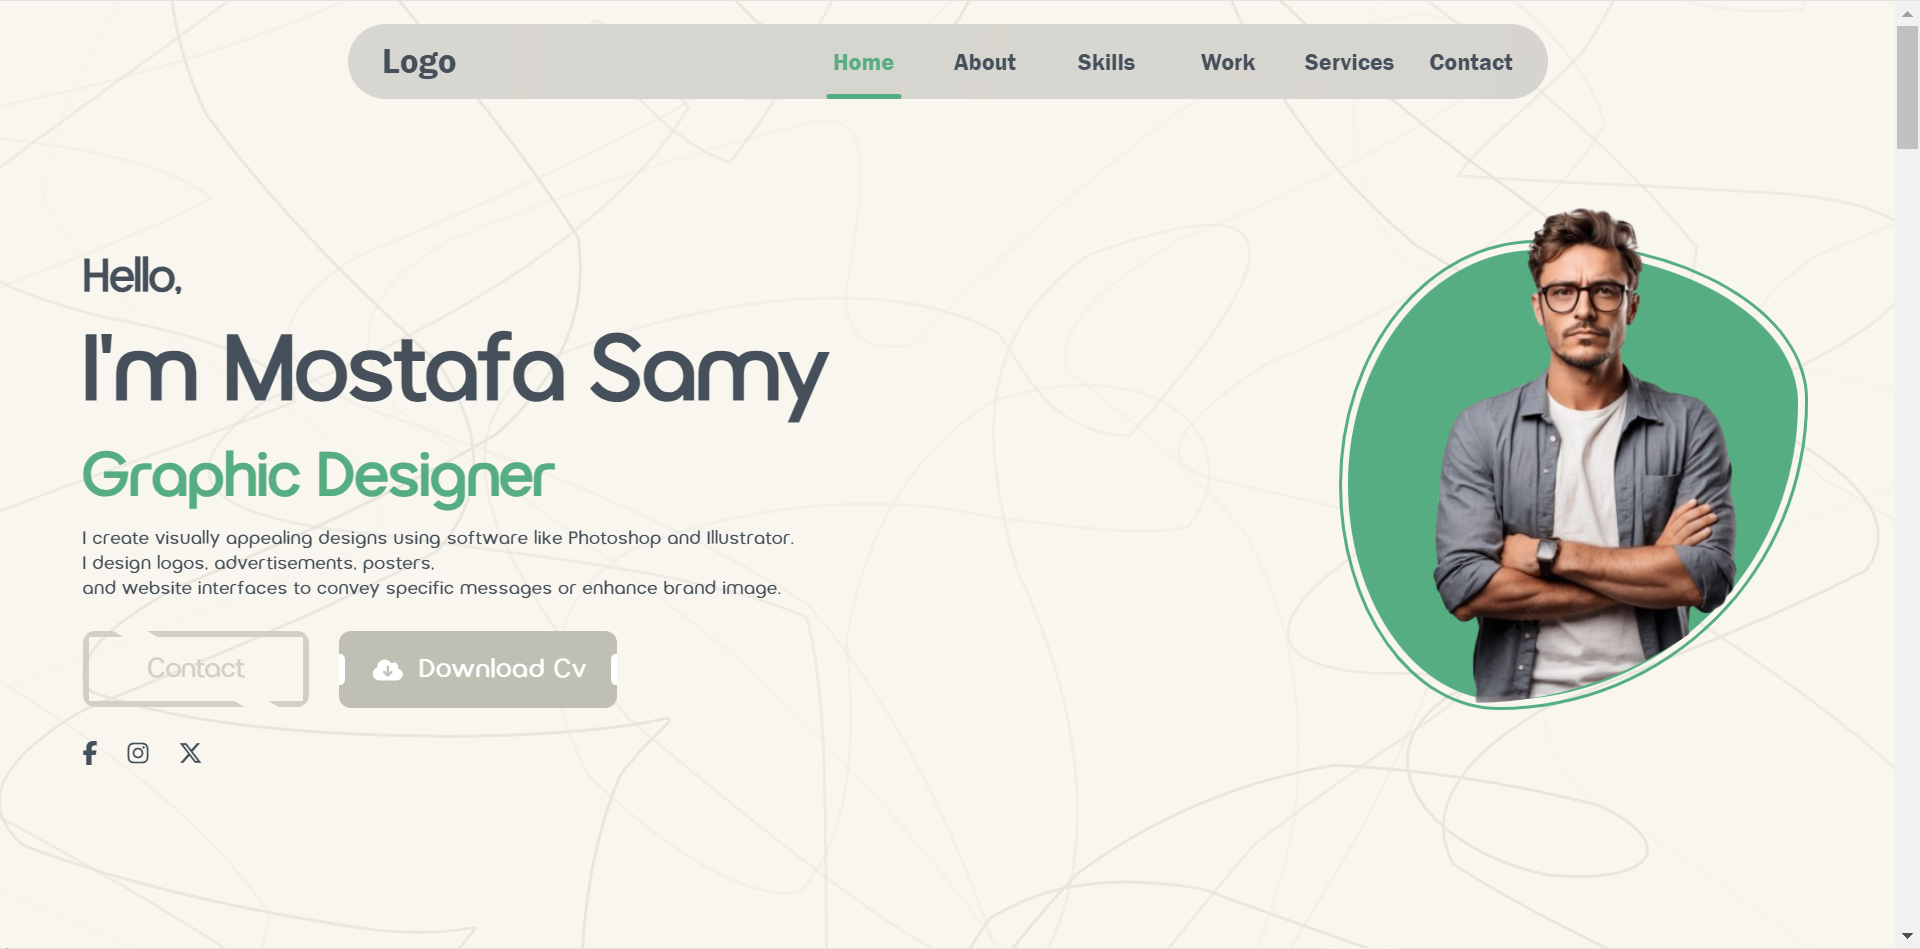 Logo
Home About Skills Work Services Contact
Hello,
I'm Mostafa Samy
Graphic Designer
I create visually appealing designs using software like Photoshop and Illustrator.
I design logos, advertisements, posters,
and website interfaces to convey specific messages or enhance brand image.
Contact
Download Cv